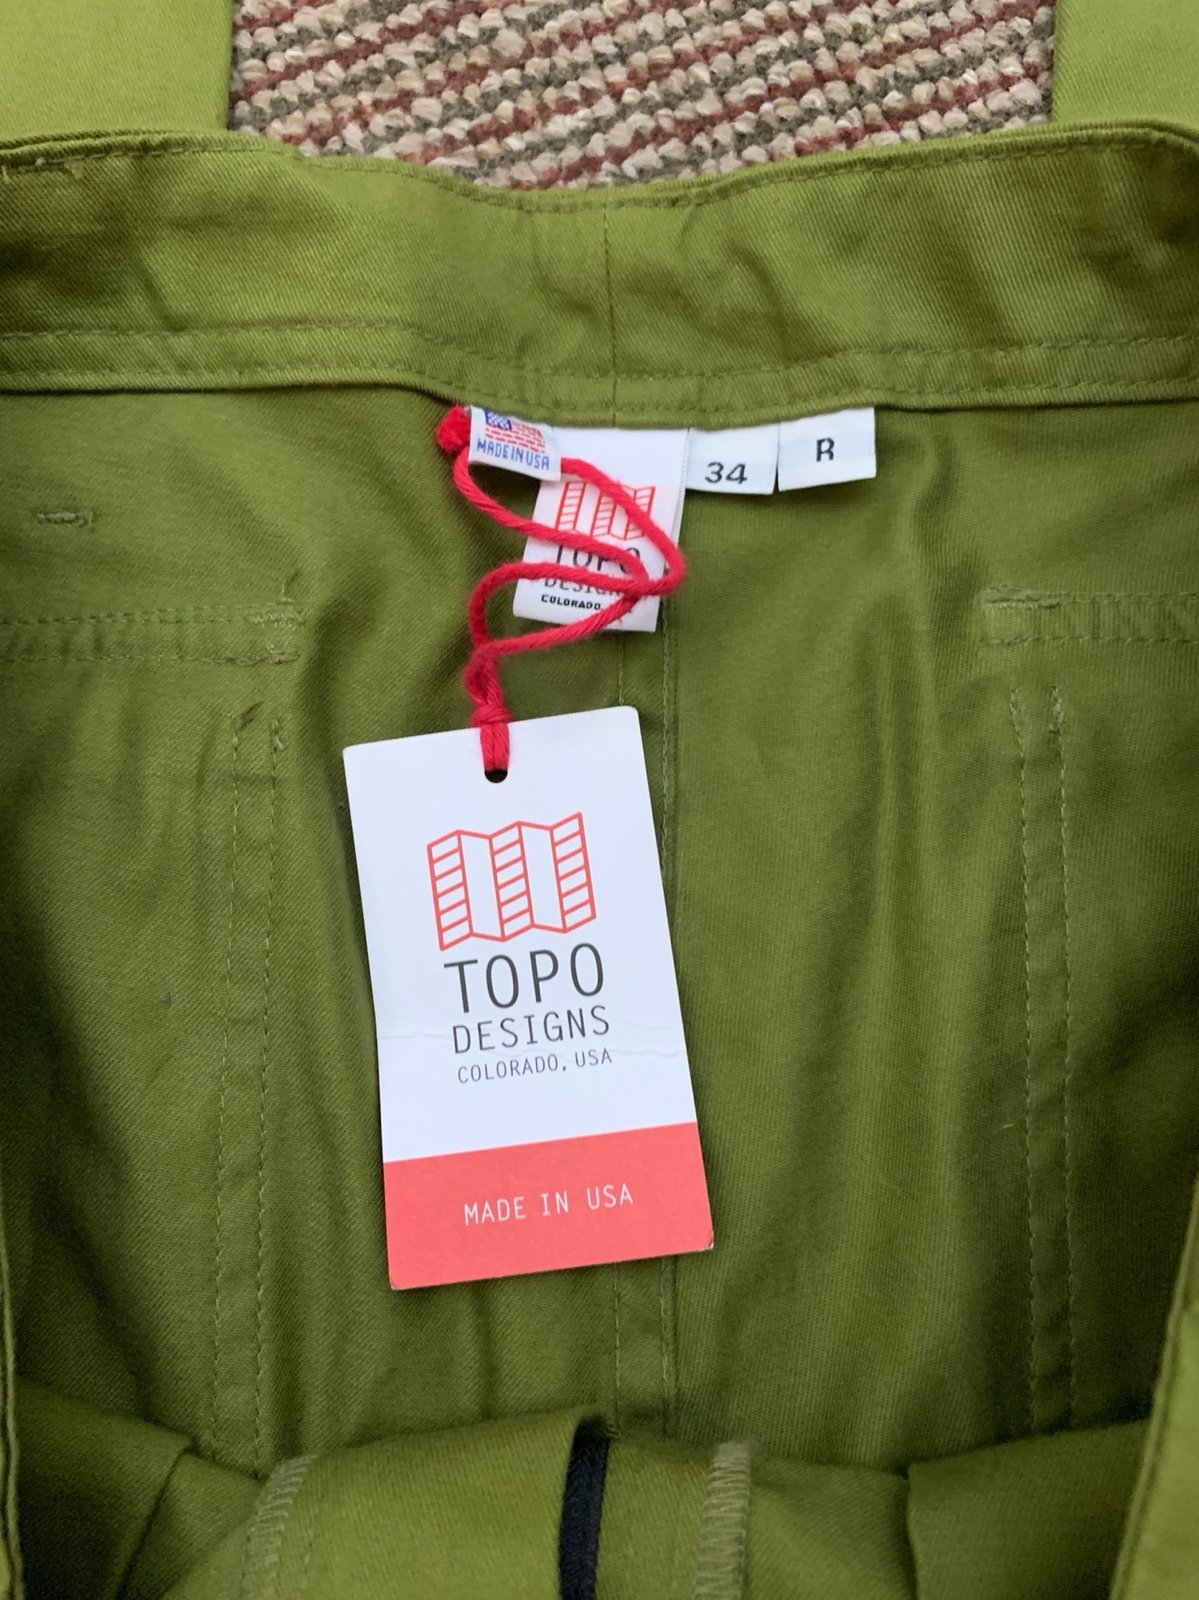 MADE IN USA
34
R
TOPO
DESIGNS
COLORADO
TOPO
DESIGNS
COLORADO, USA
MADE IN USA